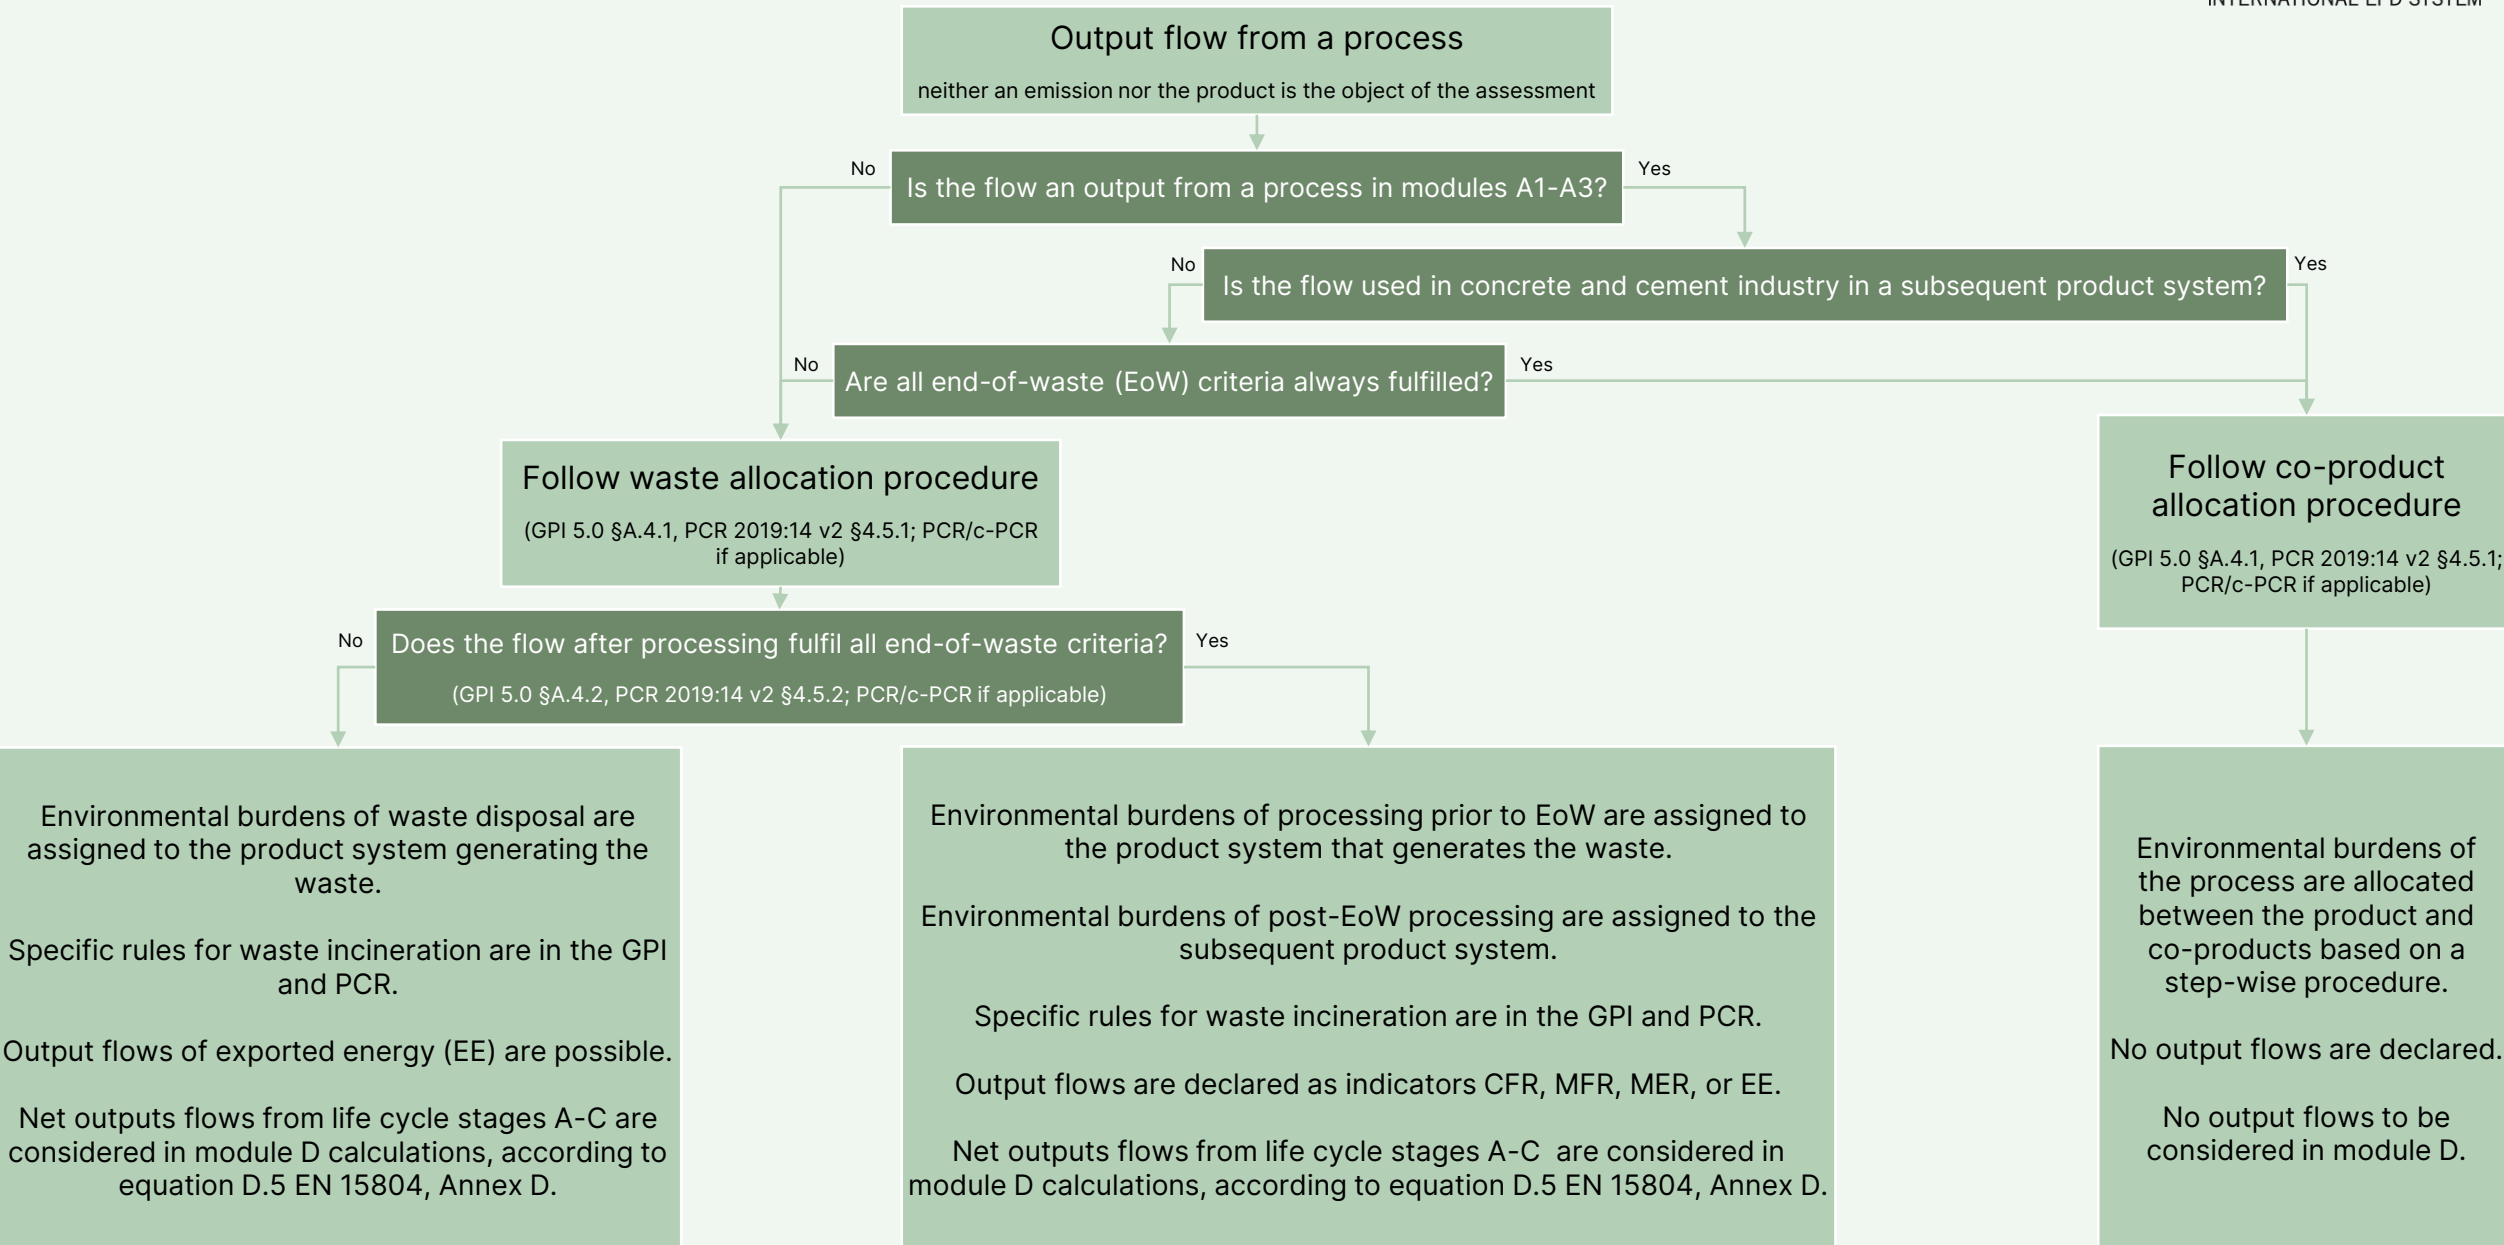 INTERNATIONAL EPD SYSTEM
Output flow from a process
neither an emission nor the product is the object of the assessment
No
Is the flow an output from a process in modules A1-A3?
Yes
No
Is the flow used in concrete and cement industry in a subsequent product system?
Yes
No
Are all end-of-waste (EoW) criteria always fulfilled?
Yes
Follow waste allocation procedure
(GPI 5.0 §A.4.1, PCR 2019:14 v2 §4.5.1; PCR/c-PCR
if applicable)
Follow co-product
allocation procedure
(GPI 5.0 §A.4.1, PCR 2019:14 v2 §4.5.1;
PCR/c-PCR if applicable)
No
Does the flow after processing fulfil all end-of-waste criteria?
(GPI 5.0 §A.4.2, PCR 2019:14 v2 §4.5.2; PCR/c-PCR if applicable)
Yes
Environmental burdens of waste disposal are
assigned to the product system generating the
waste.
Specific rules for waste incineration are in the GPI
and PCR.
Output flows of exported energy (EE) are possible.
Net outputs flows from life cycle stages A-C are
considered in module D calculations, according to
equation D.5 EN 15804, Annex D.
Environmental burdens of processing prior to EoW are assigned to
the product system that generates the waste.
Environmental burdens of post-EoW processing are assigned to the
subsequent product system.
Specific rules for waste incineration are in the GPI and PCR.
Output flows are declared as indicators CFR, MFR, MER, or EE.
Net outputs flows from life cycle stages A-C  are considered in
module D calculations, according to equation D.5 EN 15804, Annex D.
Environmental burdens of
the process are allocated
between the product and
co-products based on a
step-wise procedure.
No output flows are declared.
No output flows to be
considered in module D.